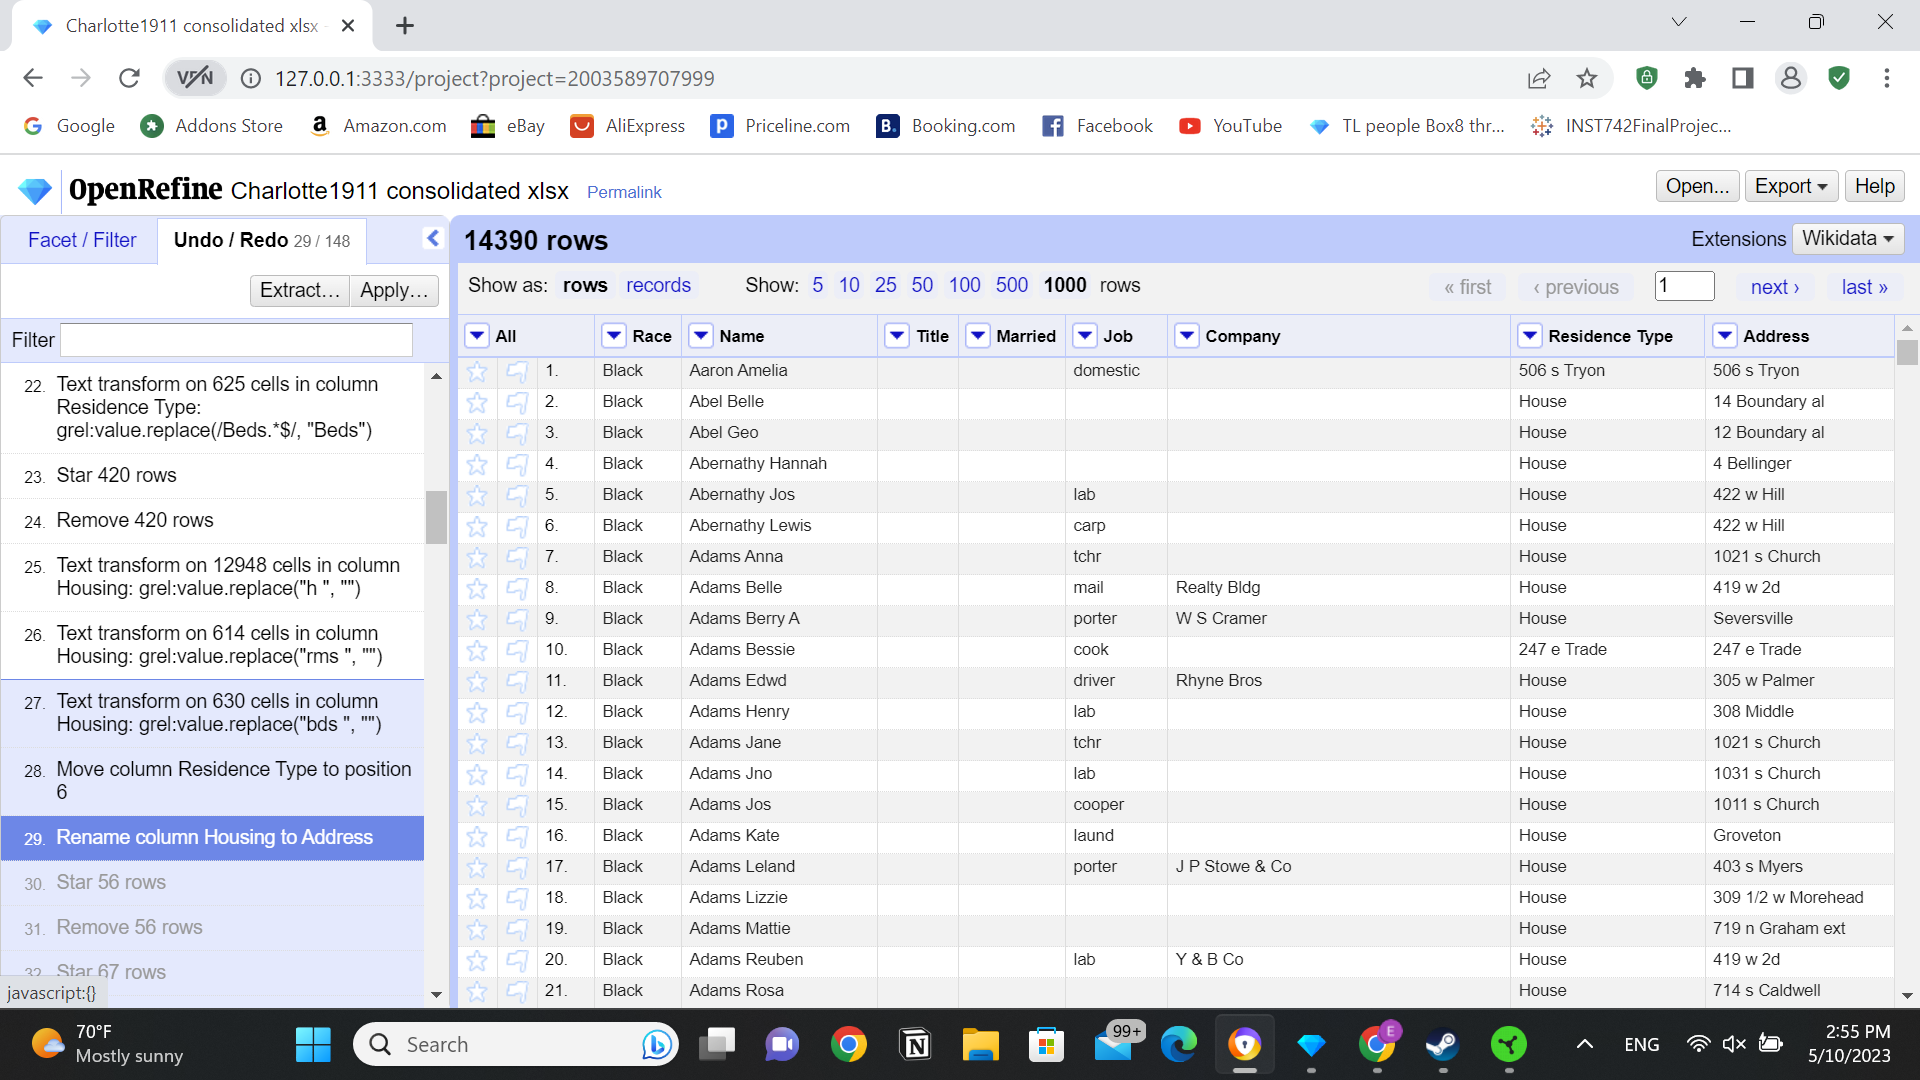 Charlotte1911 consolidated xlsx
VPN
127.0.0.1:3333/project?project=2003589707999
Google
Addons Store
Amazon.com
eBay
AliExpress
Priceline.com
Booking.com
Facebook
YouTube
TL people Box8 thr...
INST742FinalProjec...
OpenRefine Charlotte1911 consolidated xlsx Permalink
Open...
Export
Help
Facet / Filter
Undo / Redo 29 / 148
Extract...
Apply...
Filter
22. Text transform on 625 cells in column
Residence Type:
grel:value.replace(/Beds.*$/, "Beds")
23. Star 420 rows
24. Remove 420 rows
25. Text transform on 12948 cells in column
Housing: grel:value.replace("h ", "")
26. Text transform on 614 cells in column
Housing: grel:value.replace("rms ", "")
27. Text transform on 630 cells in column
Housing: grel:value.replace("bds ", "")
28. Move column Residence Type to position
6
29. Rename column Housing to Address
30. Star 56 rows
31. Remove 56 rows
32. Star 67 rows
javascript:{}
14390 rows
Extensions Wikidata
Show as: rows records Show: 5 10 25 50 100 500 1000 rows
« first ‹ previous 1 next › last »
All Race Name Title Married Job Company Residence Type Address
1. Black Aaron Amelia domestic 506 s Tryon 506 s Tryon
2. Black Abel Belle House 14 Boundary al
3. Black Abel Geo House 12 Boundary al
4. Black Abernathy Hannah House 4 Bellinger
5. Black Abernathy Jos lab House 422 w Hill
6. Black Abernathy Lewis carp House 422 w Hill
7. Black Adams Anna tchr House 1021 s Church
8. Black Adams Belle mail Realty Bldg House 419 w 2d
9. Black Adams Berry A porter W S Cramer House Seversville
10. Black Adams Bessie cook 247 e Trade 247 e Trade
11. Black Adams Edwd driver Rhyne Bros House 305 w Palmer
12. Black Adams Henry lab House 308 Middle
13. Black Adams Jane tchr House 1021 s Church
14. Black Adams Jno lab House 1031 s Church
15. Black Adams Jos cooper House 1011 s Church
16. Black Adams Kate laund House Groveton
17. Black Adams Leland porter J P Stowe & Co House 403 s Myers
18. Black Adams Lizzie House 309 1/2 w Morehead
19. Black Adams Mattie House 719 n Graham ext
20. Black Adams Reuben lab Y & B Co House 419 w 2d
21. Black Adams Rosa House 714 s Caldwell
70°F
Mostly sunny
Search
99+
E
ENG
2:55 PM
5/10/2023